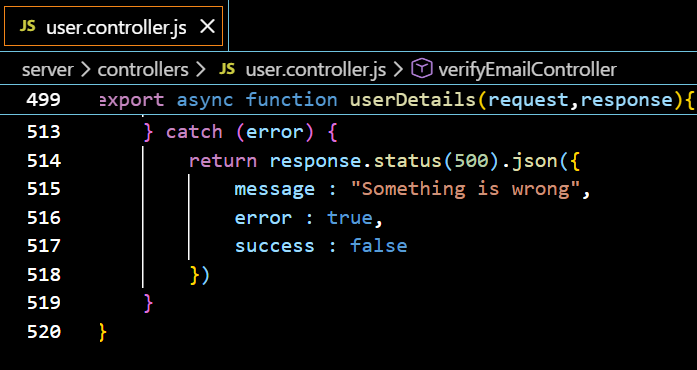 JS user.controller.js ×
server > controllers > JS user.controller.js > verifyEmailController
499 export async function userDetails(request,response){
513 } catch (error) {
514 return response.status(500).json({
515 message : "Something is wrong",
516 error : true,
517 success : false
518 })
519 }
520 }